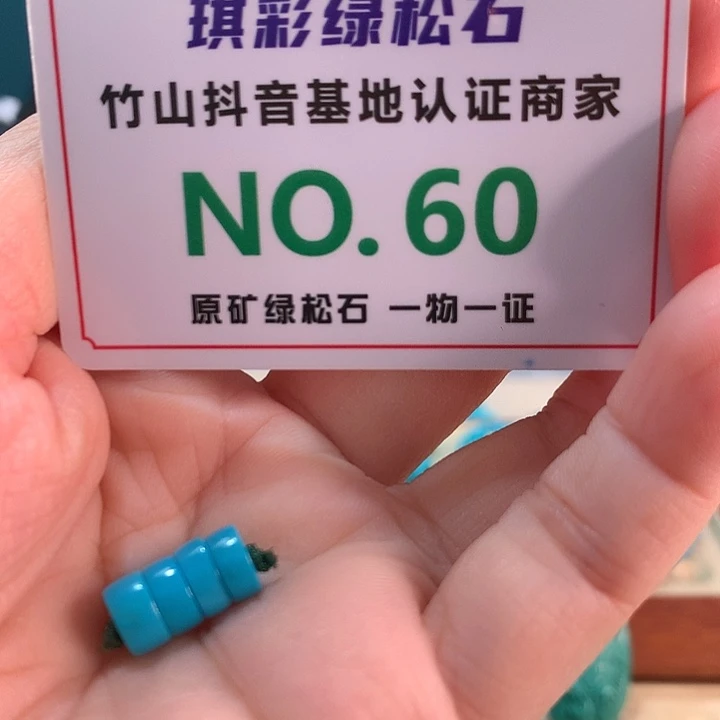 琪彩绿松石
竹山抖音基地认证商家
NO. 60
原矿绿松石 一物一证